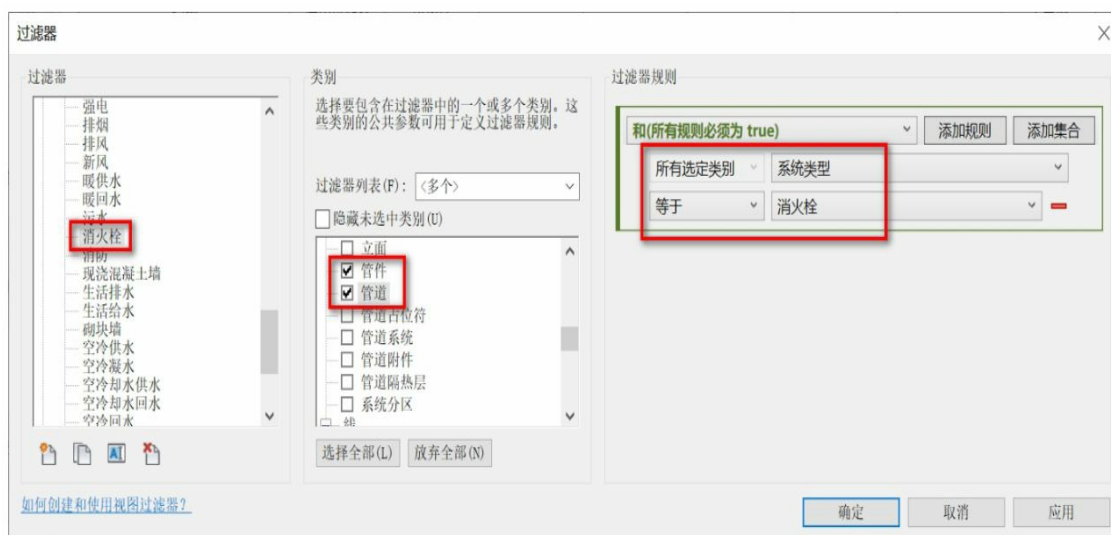 过滤器
过滤器
强电
排烟
排风
新风
暖供水
暖回水
污水
消火栓
消防
现浇混凝土墙
生活排水
生活给水
砌块墙
空冷供水
空冷凝水
空冷却水供水
空冷却水回水
空冷回水
如何创建和使用视图过滤器?
类别
选择要包含在过滤器中的一个或多个类别。这
些类别的公共参数可用于定义过滤器规则。
过滤器列表(F): <多个>
隐藏未选中类别(U)
立面
管件
管道
管道占位符
管道系统
管道附件
管道隔热层
系统分区
线
选择全部(L) 放弃全部(N)
过滤器规则
和(所有规则必须为 true) 添加规则 添加集合
所有选定类别 系统类型
等于 消火栓
确定 取消 应用